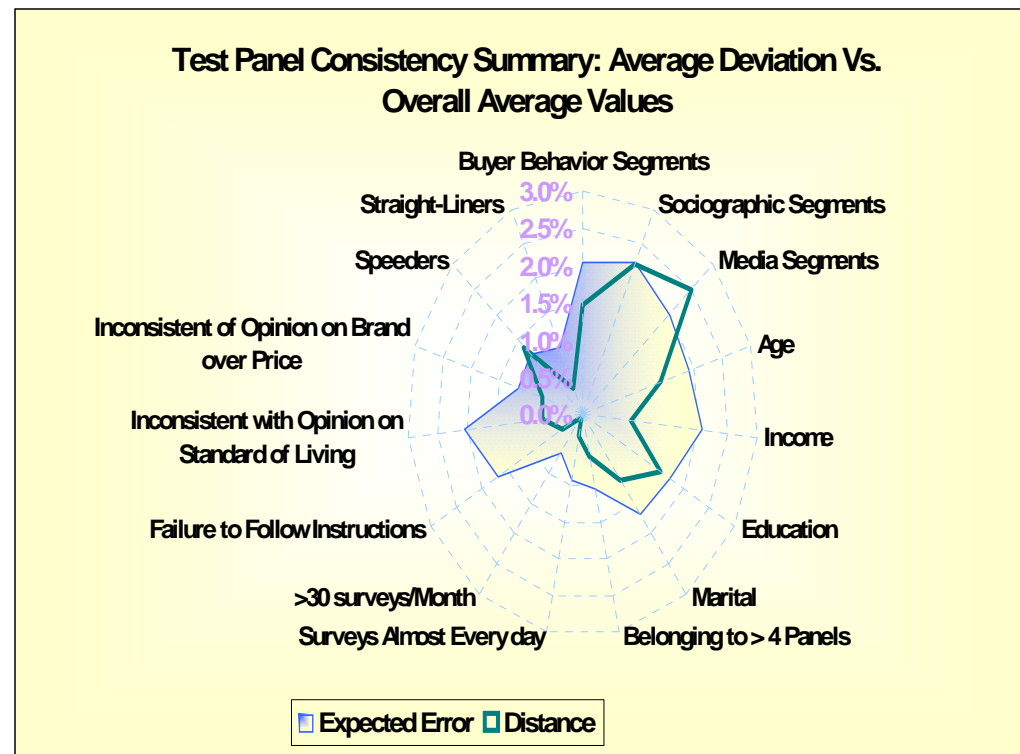 Test Panel Consistency Summary: Average Deviation Vs.
Overall Average Values
Buyer Behavior Segments
Sociographic Segments
Media Segments
Age
Income
Education
Marital
Belonging to > 4 Panels
Surveys Almost Every day
>30 surveys/Month
Failure to Follow Instructions
Inconsistent with Opinion on
Standard of Living
Inconsistent of Opinion on Brand
over Price
Speeders
Straight-Liners
3.0%
2.5%
2.0%
1.5%
1.0%
0.5%
0.0%
Expected Error
Distance